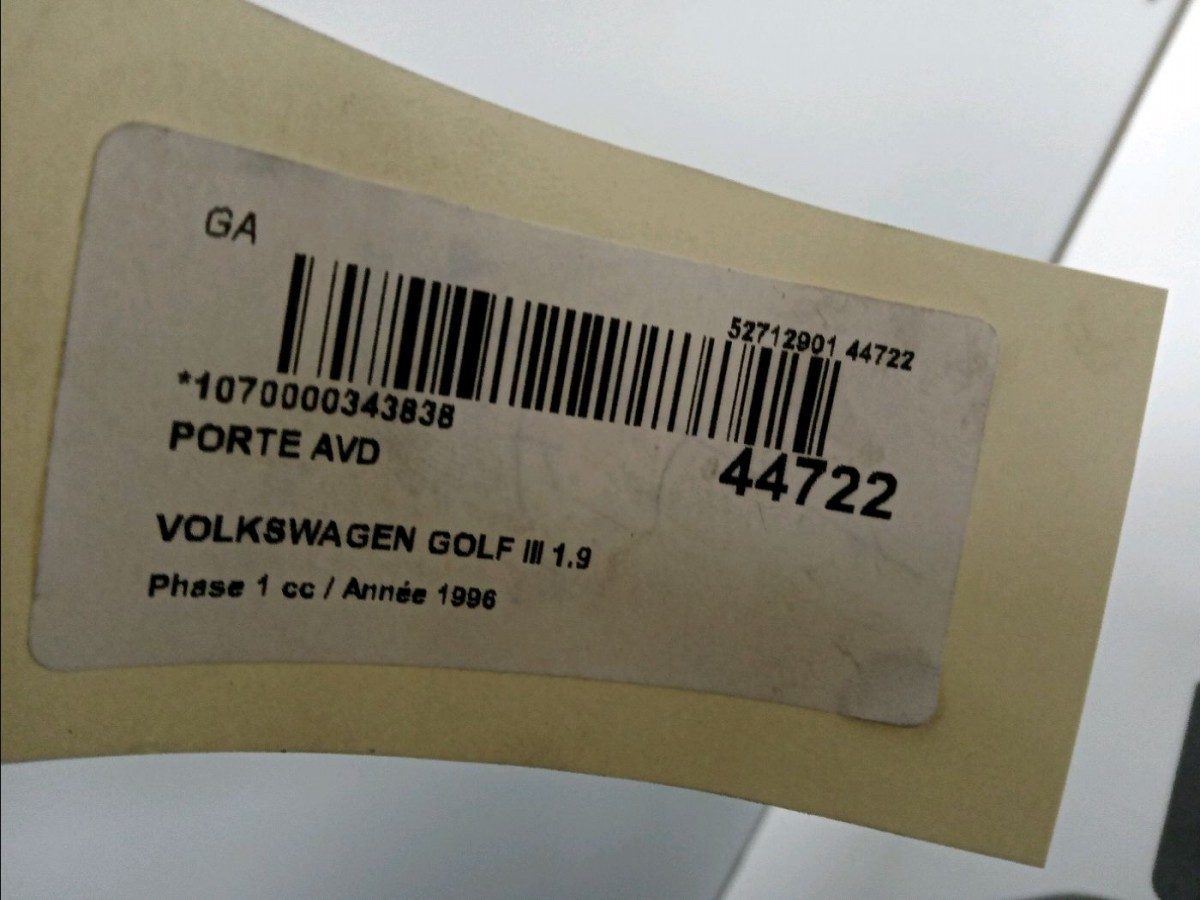 GA
52712901 44722
*1070000343838
PORTE AVD
44722
VOLKSWAGEN GOLF III 1.9
Phase 1 cc / Année 1996